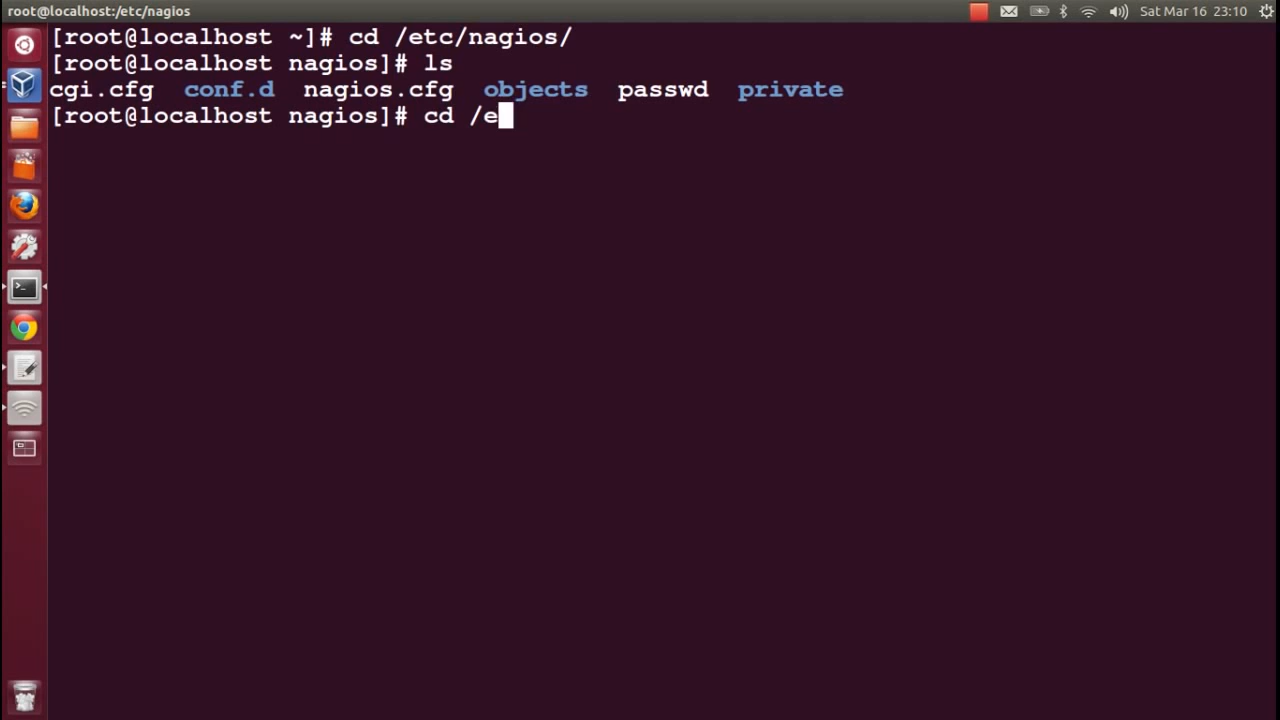 root@localhost:/etc/nagios
Sat Mar 16 23:10
[root@localhost ~]# cd /etc/nagios/
[root@localhost nagios]# ls
cgi.cfg conf.d nagios.cfg objects passwd private
[root@localhost nagios]# cd /e